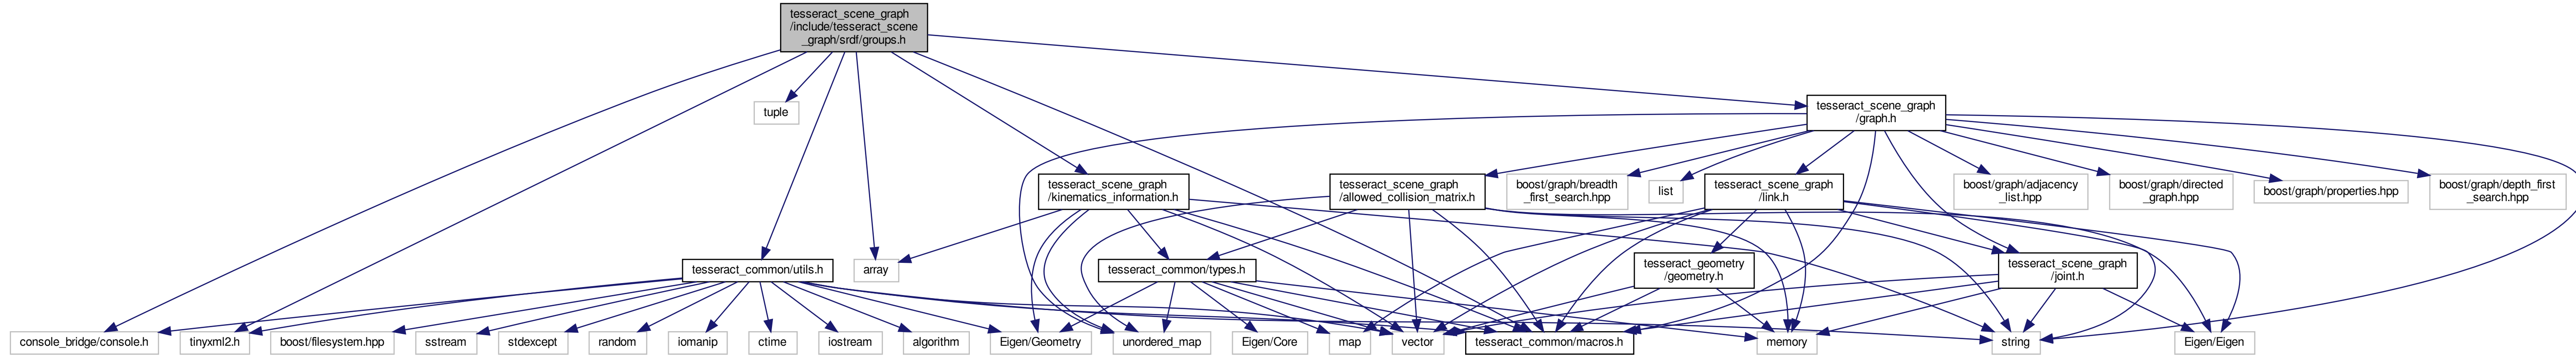 tesseract_scene_graph
/include/tesseract_scene
_graph/srdf/groups.h
tuple
tesseract_scene_graph
/graph.h
tesseract_scene_graph
/kinematics_information.h
tesseract_scene_graph
/allowed_collision_matrix.h
boost/graph/breadth
_first_search.hpp
list
tesseract_scene_graph
/link.h
boost/graph/adjacency
_list.hpp
boost/graph/directed
_graph.hpp
boost/graph/properties.hpp
boost/graph/depth_first
_search.hpp
tesseract_common/utils.h
array
tesseract_common/types.h
tesseract_geometry
/geometry.h
tesseract_scene_graph
/joint.h
console_bridge/console.h
tinyxml2.h
boost/filesystem.hpp
sstream
stdexcept
random
iomanip
ctime
iostream
algorithm
Eigen/Geometry
unordered_map
Eigen/Core
map
vector
tesseract_common/macros.h
memory
string
Eigen/Eigen